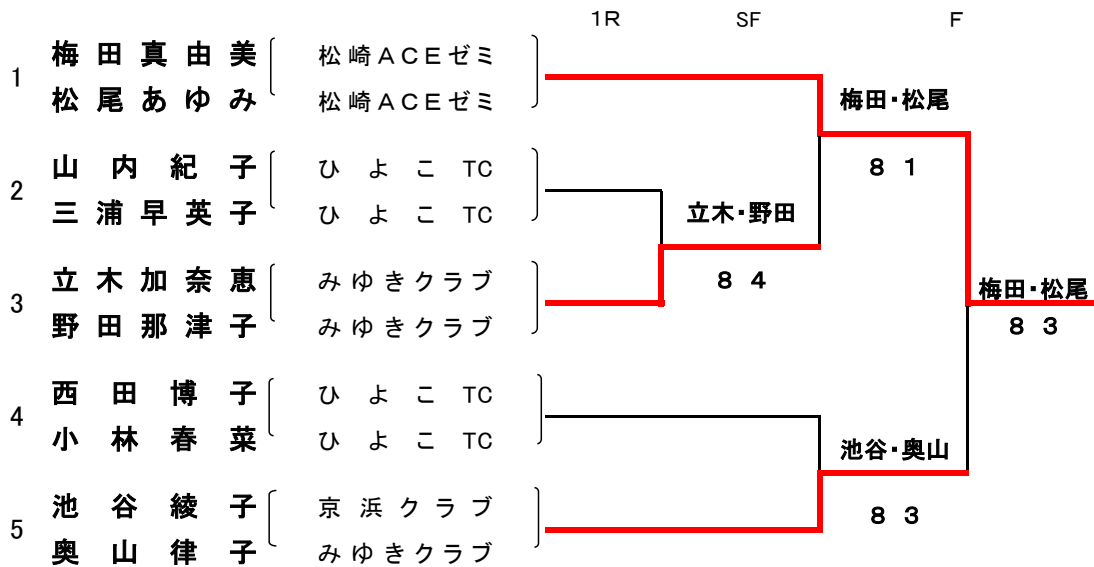 1R SF F
1 梅田真由美 松崎ACEゼミ
松尾あゆみ 松崎ACEゼミ
梅田・松尾
8 1
2 山内紀子 ひよこTC
三浦早英子 ひよこTC
立木・野田
8 4
3 立木加奈恵 みゆきクラブ
野田那津子 みゆきクラブ
梅田・松尾
8 3
4 西田博子 ひよこTC
小林春菜 ひよこTC
池谷・奥山
8 3
5 池谷綾子 京浜クラブ
奥山律子 みゆきクラブ